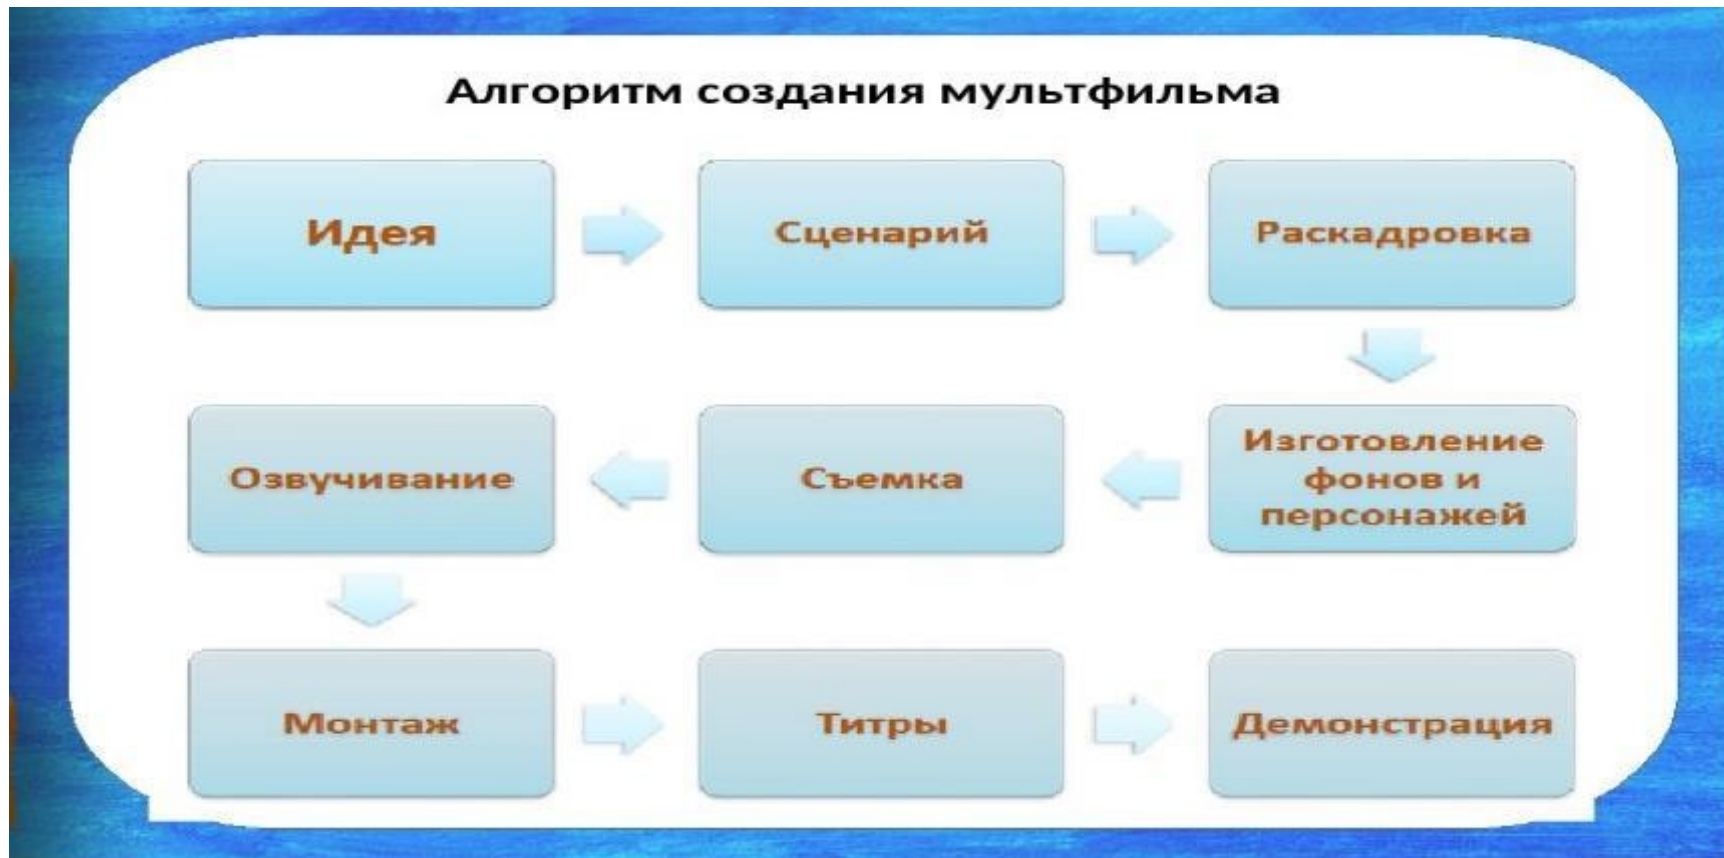 Алгоритм создания мультфильма
Идея
Сценарий
Раскадровка
Изготовление
фонов и
персонажей
Съемка
Озвучивание
Монтаж
Титры
Демонстрация